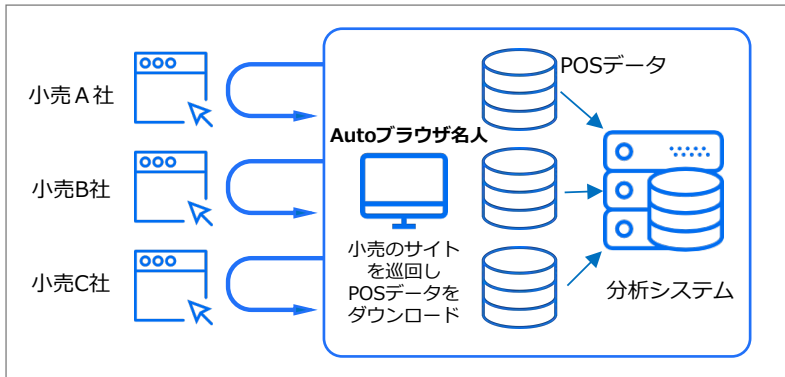 小売Ａ社
小売B社
小売C社
Autoブラウザ名人
小売のサイト
を巡回し
POSデータを
ダウンロード
POSデータ
分析システム